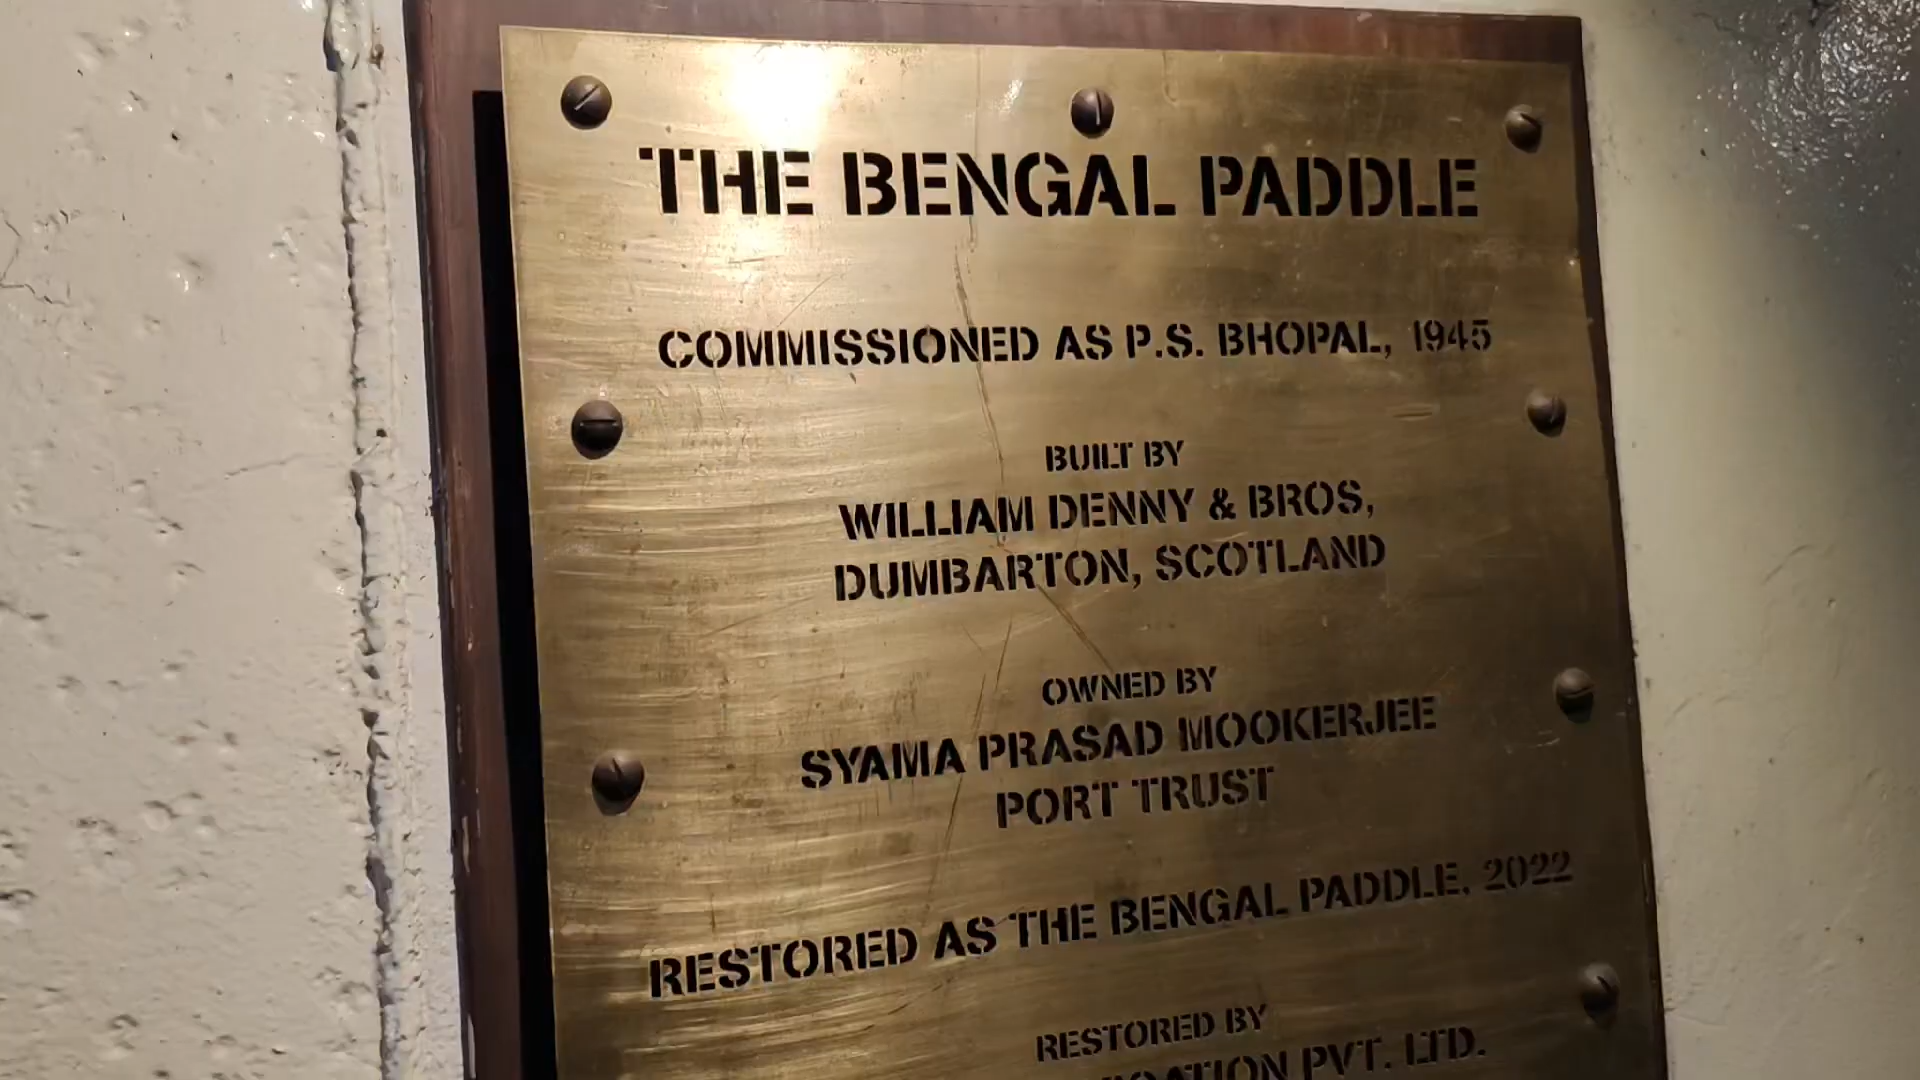 THE BENGAL PADDLE
COMMISSIONED AS P.S. BHOPAL, 1945
BUILT BY
WILLIAM DENNY & BROS,
DUMBARTON, SCOTLAND
OWNED BY
SYAMA PRASAD MOOKERJEE
PORT TRUST
RESTORED AS THE BENGAL PADDLE, 2022
RESTORED BY
PVT. LTD.